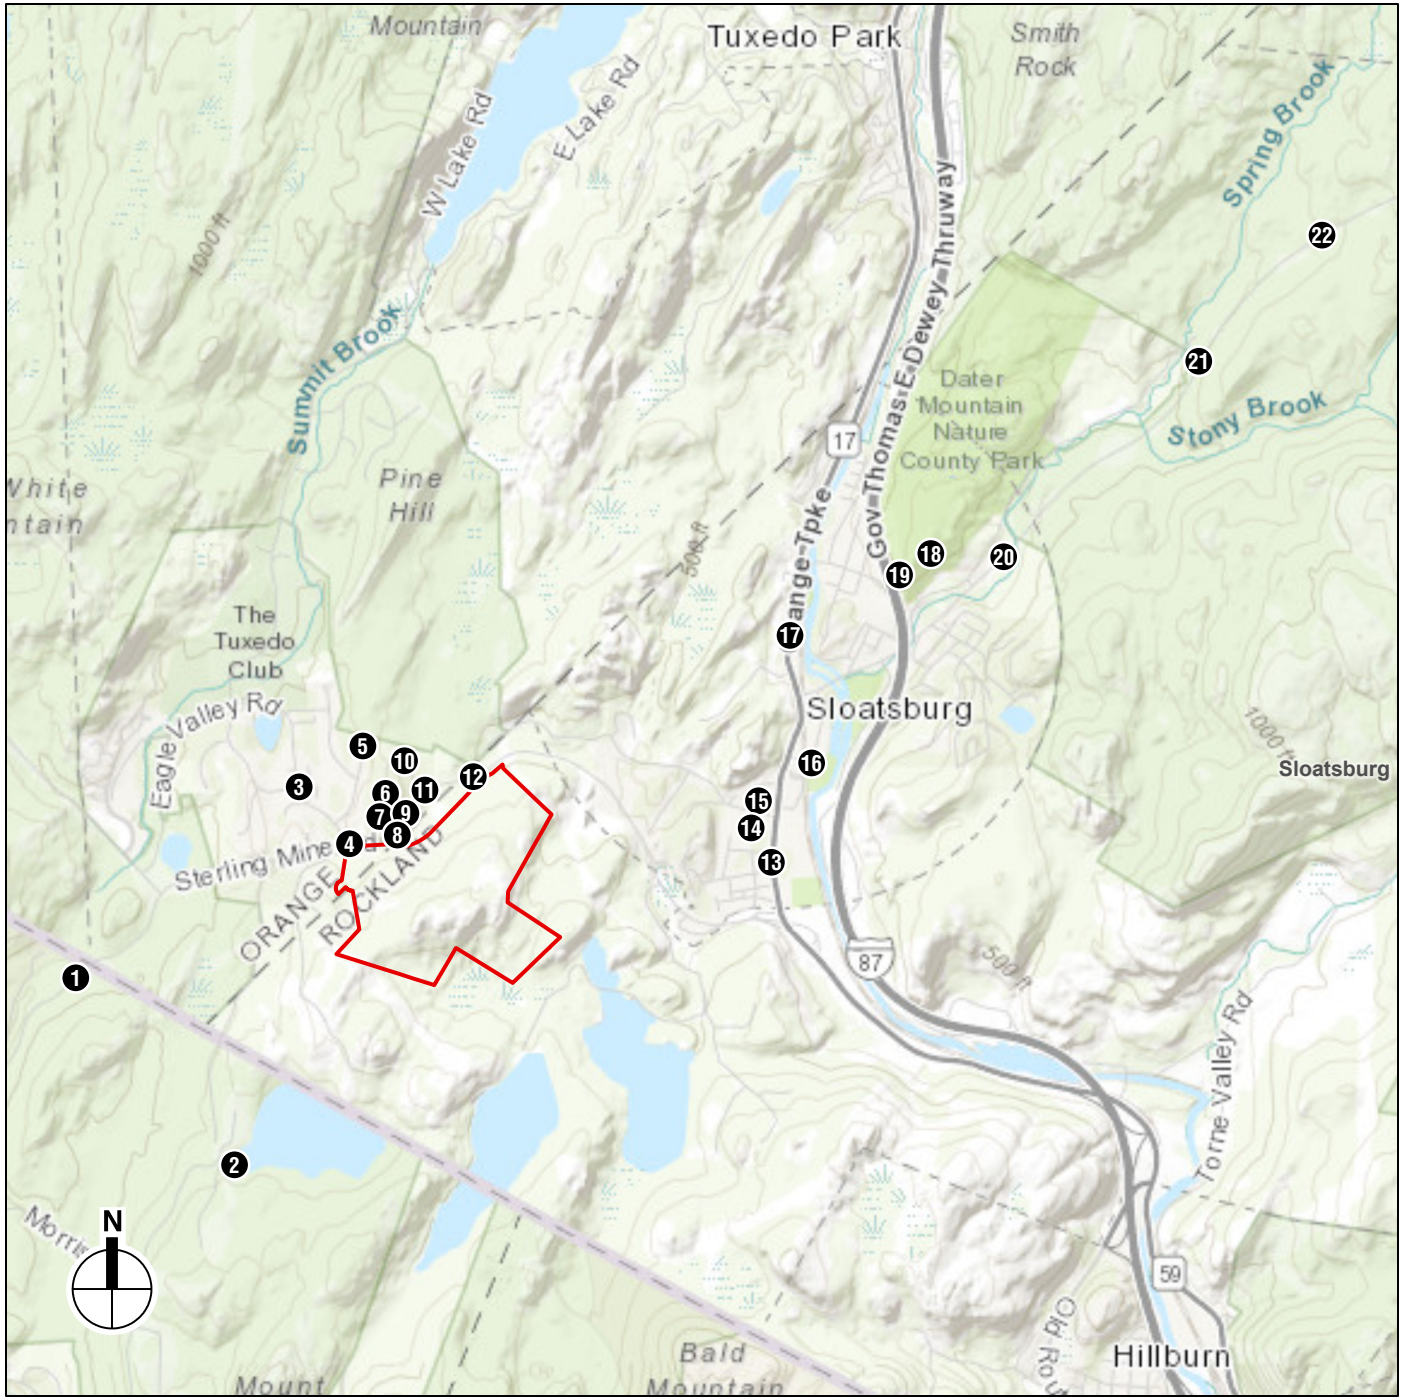 Mountain
Tuxedo Park
Smith
Rock
W Lake Rd
E Lake Rd
Spring Brook
1000 ft
22
Gov Thomas E Dewey Thruway
Summit Brook
21
Dater
Mountain
Nature
County Park
Stony Brook
17
Pine
Hill
White
ntain
500 ft
ange Tpke
18
20
19
The
Tuxedo
Club
17
Eagle Valley Rd
Sloatsburg
1000 ft
Sloatsburg
5
10
16
12
3
6
11
15
7
9
14
8
4
13
Sterling Mine Rd
ORANGE
ROCKLAND
87
500 ft
1
Torne Valley Rd
2
Morris
N
59
Old
Rou
Hillburn
Bald
Mountain
Mount